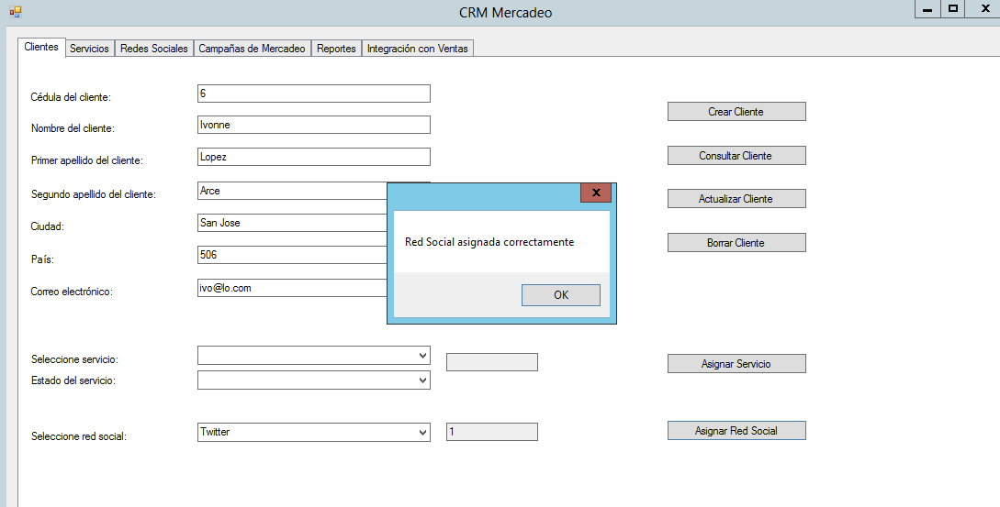 CRM Mercadeo
Clientes Servicios Redes Sociales Campañas de Mercadeo Reportes Integración con Ventas
Cédula del cliente: 6
Crear Cliente
Nombre del cliente: Ivonne
Primer apellido del cliente: Lopez
Consultar Cliente
Segundo apellido del cliente: Arce
Actualizar Cliente
Ciudad: San Jose
País: 506
Borrar Cliente
Correo electrónico: ivo@lo.com
x
Red Social asignada correctamente
OK
Seleccione servicio:
Asignar Servicio
Estado del servicio:
Seleccione red social: Twitter 1
Asignar Red Social